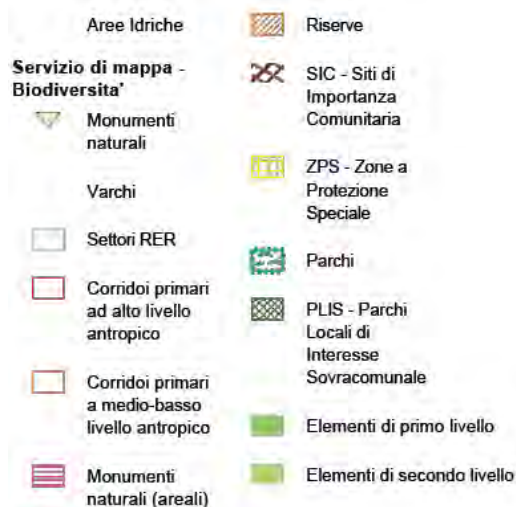 Aree Idriche
Servizio di mappa -
Biodiversita'
Monumenti
naturali
Varchi
Settori RER
Corridoi primari
ad alto livello
antropico
Corridoi primari
a medio-basso
livello antropico
Monumenti
naturali (areali)
Riserve
SIC - Siti di
Importanza
Comunitaria
ZPS - Zone a
Protezione
Speciale
Parchi
PLIS - Parchi
Locali di
Interesse
Sovracomunale
Elementi di primo livello
Elementi di secondo livello